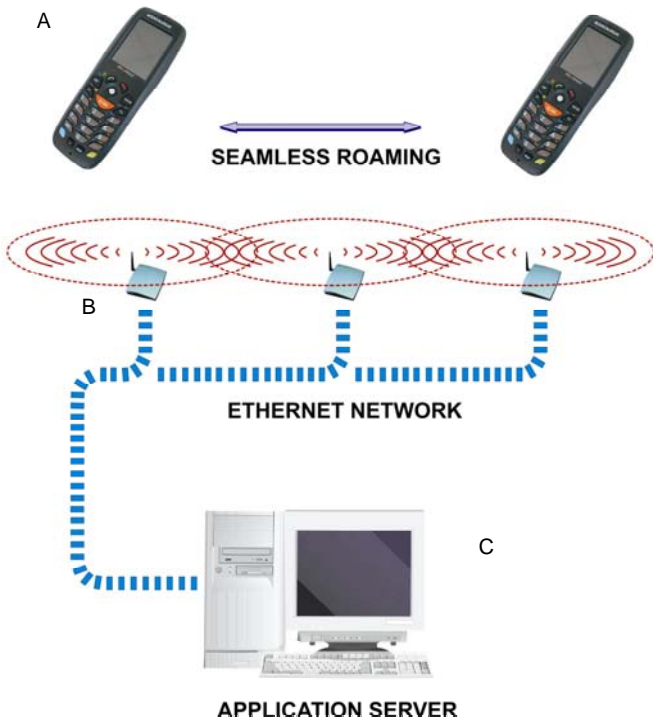 A
SEAMLESS ROAMING
B
ETHERNET NETWORK
C
APPLICATION SERVER